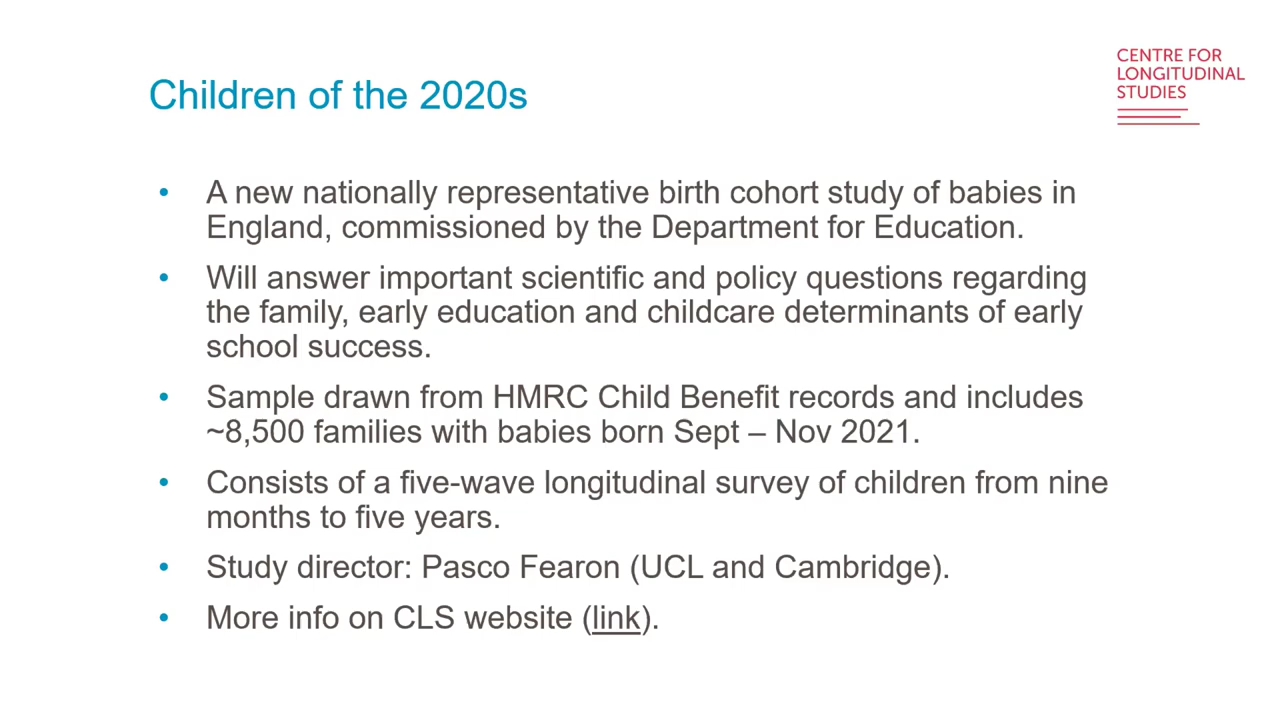 CENTRE FOR
LONGITUDINAL
STUDIES
Children of the 2020s
• A new nationally representative birth cohort study of babies in
England, commissioned by the Department for Education.
• Will answer important scientific and policy questions regarding
the family, early education and childcare determinants of early
school success.
• Sample drawn from HMRC Child Benefit records and includes
~8,500 families with babies born Sept – Nov 2021.
• Consists of a five-wave longitudinal survey of children from nine
months to five years.
• Study director: Pasco Fearon (UCL and Cambridge).
• More info on CLS website (link).